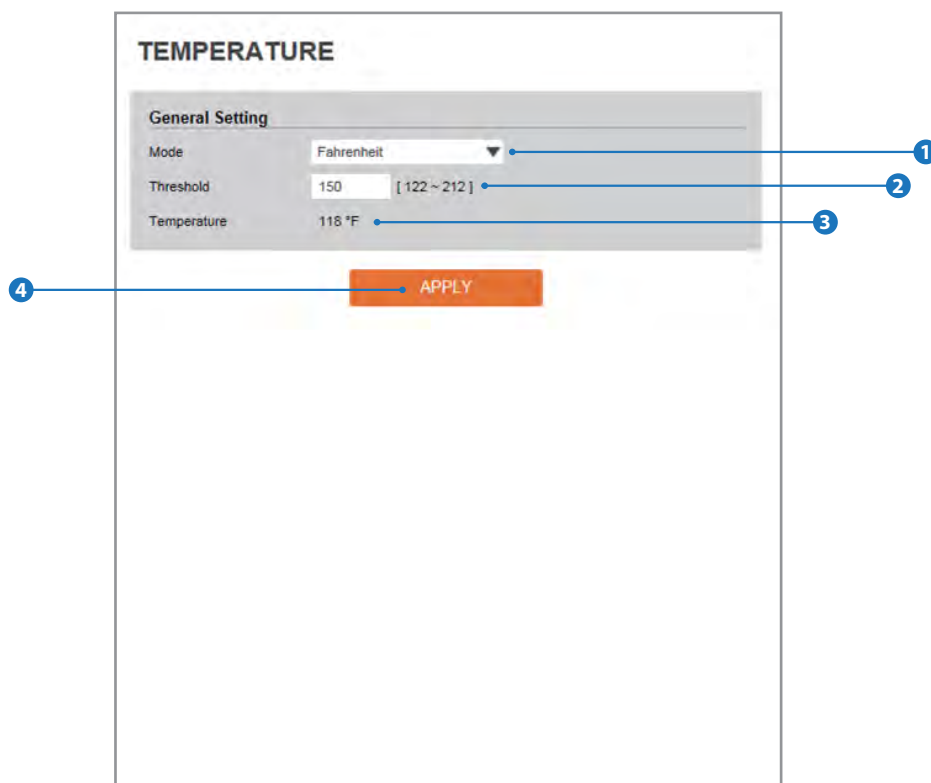 TEMPERATURE
General Setting
Mode Fahrenheit 1
Threshold 150 [ 122 ~ 212 ] 2
Temperature 118 °F 3
4 APPLY